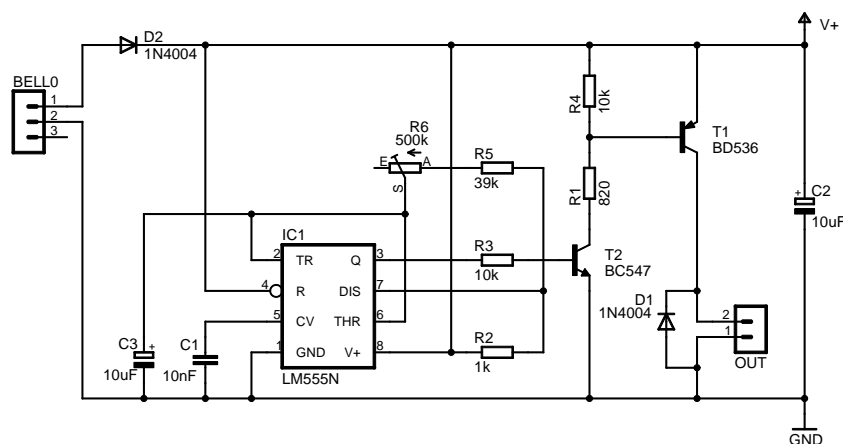 V+
D2
1N4004
BELL0
1
2
3
R4
10k
R6
500k
E
A
S
R5
39k
T1
BD536
R1
820
C2
+
10uF
IC1
2
TR
Q
3
R3
10k
T2
BC547
4
R
DIS
7
5
CV
THR
6
1
GND
V+
8
R2
1k
LM555N
C3
+
10uF
C1
10nF
D1
1N4004
2
1
OUT
GND